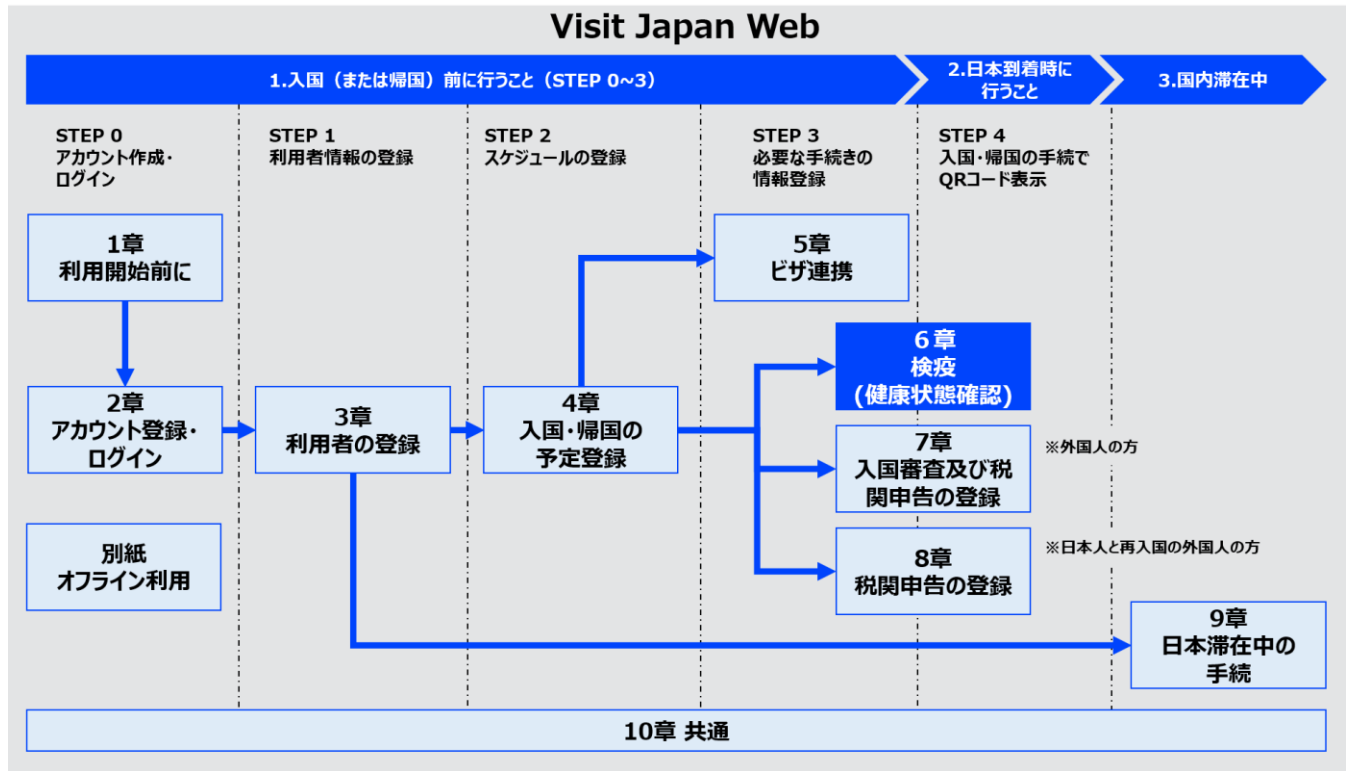 Visit Japan Web
1.入国（または帰国）前に行うこと（STEP 0~3）
2.日本到着時に
行うこと
3.国内滞在中
STEP 0
アカウント作成・
ログイン
STEP 1
利用者情報の登録
STEP 2
スケジュールの登録
STEP 3
必要な手続きの
情報登録
STEP 4
入国・帰国の手続で
QRコード表示
1章
利用開始前に
5章
ビザ連携
6章
検疫
(健康状態確認)
2章
アカウント登録・
ログイン
3章
利用者の登録
4章
入国・帰国の
予定登録
7章
入国審査及び税
関申告の登録
※外国人の方
別紙
オフライン利用
8章
税関申告の登録
※日本人と再入国の外国人の方
9章
日本滞在中の
手続
10章 共通